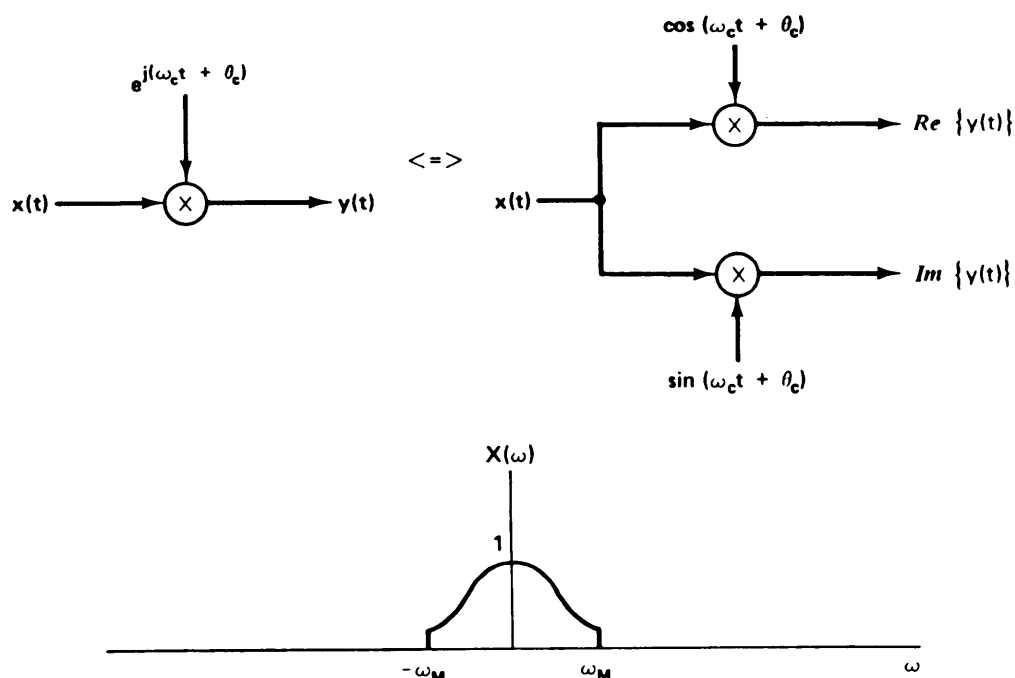 cos (ω_c t + θ_c)
e^j(ω_c t + θ_c)
X
Re {y(t)}
<=>
x(t)
X
y(t)
x(t)
X
Im {y(t)}
sin (ω_c t + θ_c)
X(ω)
1
-ω_M
ω_M
ω